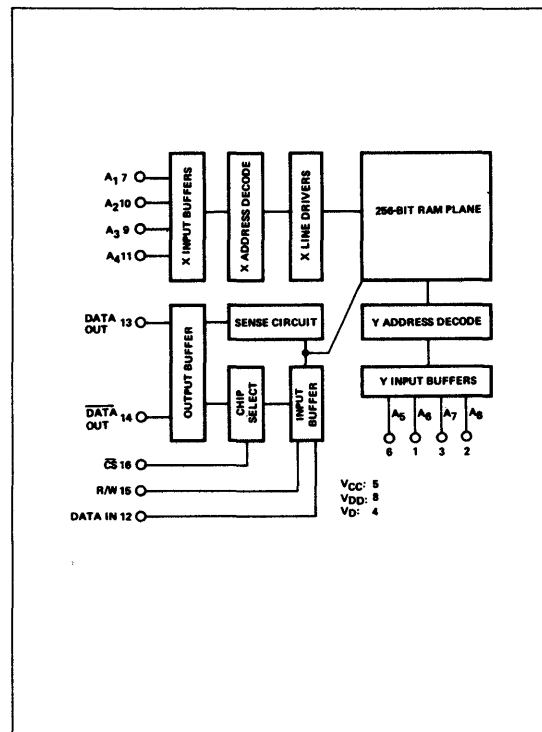 A₁ 7
A₂ 10
A₃ 9
A₄ 11
X INPUT BUFFERS
X ADDRESS DECODE
X LINE DRIVERS
256-BIT RAM PLANE
DATA OUT 13
OUTPUT BUFFER
SENSE CIRCUIT
Y ADDRESS DECODE
D̅A̅T̅A̅ OUT 14
CHIP SELECT
INPUT BUFFER
Y INPUT BUFFERS
A₅ A₆ A₇ A₈
6 1 3 2
C̅S̅ 16
R/W 15
DATA IN 12
VCC: 5
VDD: 8
VD: 4